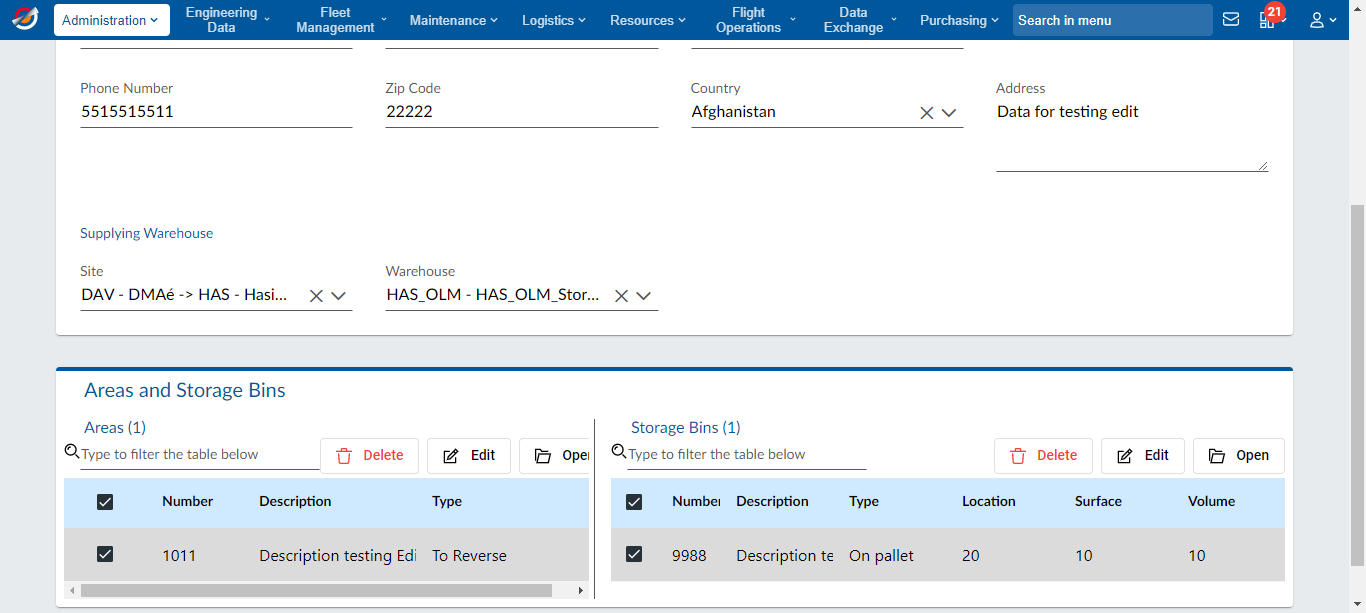 Administration
Engineering Data
Fleet Management
Maintenance
Logistics
Resources
Flight Operations
Data Exchange
Purchasing
Search in menu
21
Phone Number
5515515511
Zip Code
22222
Country
Afghanistan
Address
Data for testing edit
Supplying Warehouse
Site
DAV - DMAé -> HAS - Hasi...
Warehouse
HAS_OLM - HAS_OLM_Stor...
Areas and Storage Bins
Areas (1)
Type to filter the table below
Delete
Edit
Open
Number Description Type
1011 Description testing Edi To Reverse
Storage Bins (1)
Type to filter the table below
Delete
Edit
Open
Number Description Type Location Surface Volume
9988 Description te On pallet 20 10 10